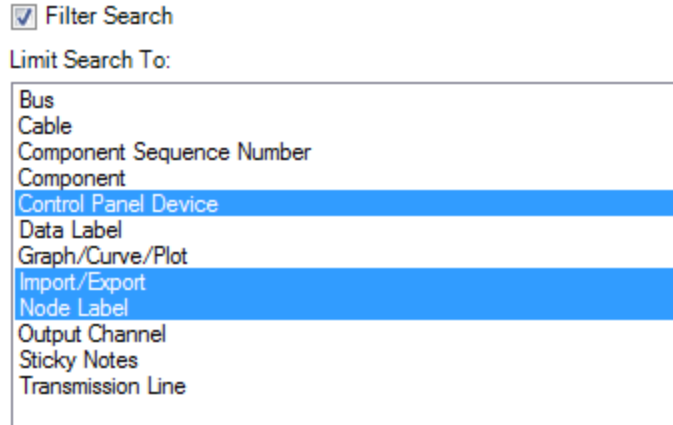 Filter Search
Limit Search To:
Bus
Cable
Component Sequence Number
Component
Control Panel Device
Data Label
Graph/Curve/Plot
Import/Export
Node Label
Output Channel
Sticky Notes
Transmission Line